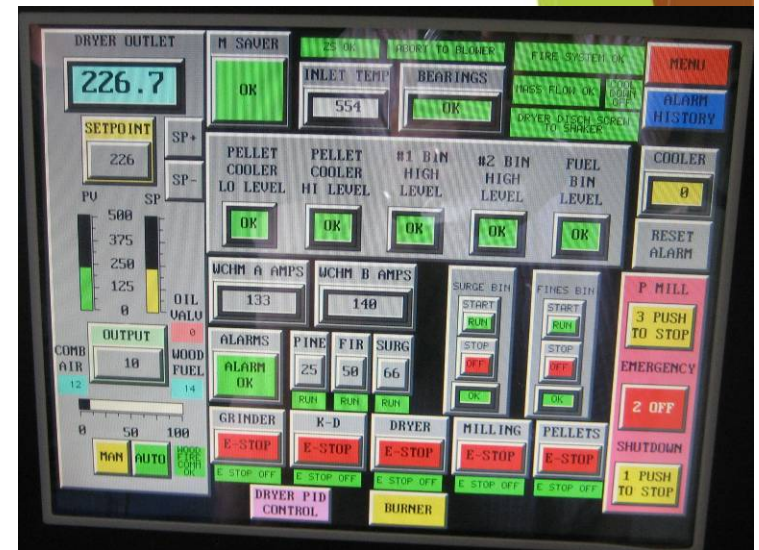 DRYER OUTLET
226.7
SETPOINT
226
SP+
SP-
PV SP
500
375
250
125
0
OIL
VALV
0
OUTPUT
10
COMB
AIR
12
WOOD
FUEL
14
0 50 100
MAN AUTO
WOOD
FIRE
COMM
OK
M SAVER
OK
2S OK
ABORT TO BLOWER
FIRE SYSTEM OK
INLET TEMP
554
BEARINGS
OK
MASS FLOW OK
COOL
DOWN
OFF
DRYER DISCH SCREW
TO SHAKER
MENU
ALARM
HISTORY
PELLET
COOLER
LO LEVEL
OK
PELLET
COOLER
HI LEVEL
OK
#1 BIN
HIGH
LEVEL
OK
#2 BIN
HIGH
LEVEL
OK
FUEL
BIN
LEVEL
OK
COOLER
0
RESET
ALARM
WCHM A AMPS
133
WCHM B AMPS
140
SURGE BIN
START
RUN
STOP
OFF
OK
FINES BIN
START
RUN
STOP
OFF
OK
ALARMS
ALARM
OK
PINE FIR SURG
25 50 66
RUN RUN RUN
P MILL
3 PUSH
TO STOP
EMERGENCY
2 OFF
SHUTDOWN
1 PUSH
TO STOP
GRINDER K-D DRYER MILLING PELLETS
E-STOP E-STOP E-STOP E-STOP E-STOP
E STOP OFF E STOP OFF E STOP OFF E STOP OFF E STOP OFF
DRYER PID
CONTROL
BURNER